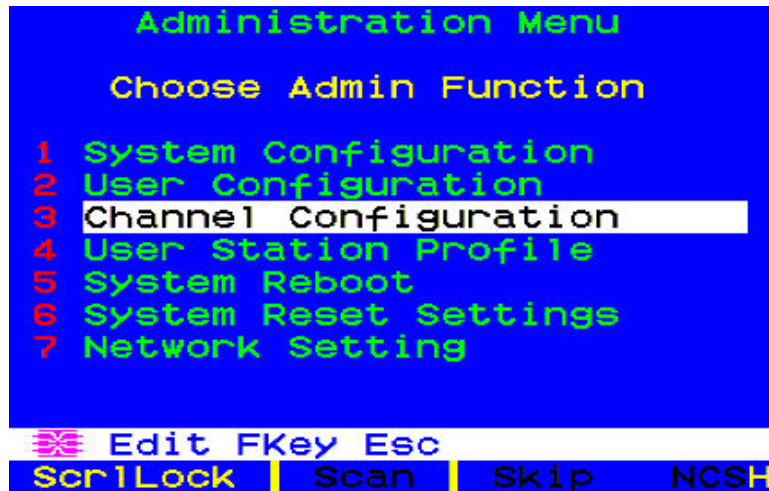 Administration Menu
Choose Admin Function
1 System Configuration
2 User Configuration
3 Channel Configuration
4 User Station Profile
5 System Reboot
6 System Reset Settings
7 Network Setting
Edit FKey Esc
ScrlLock Scan Skip NCSH